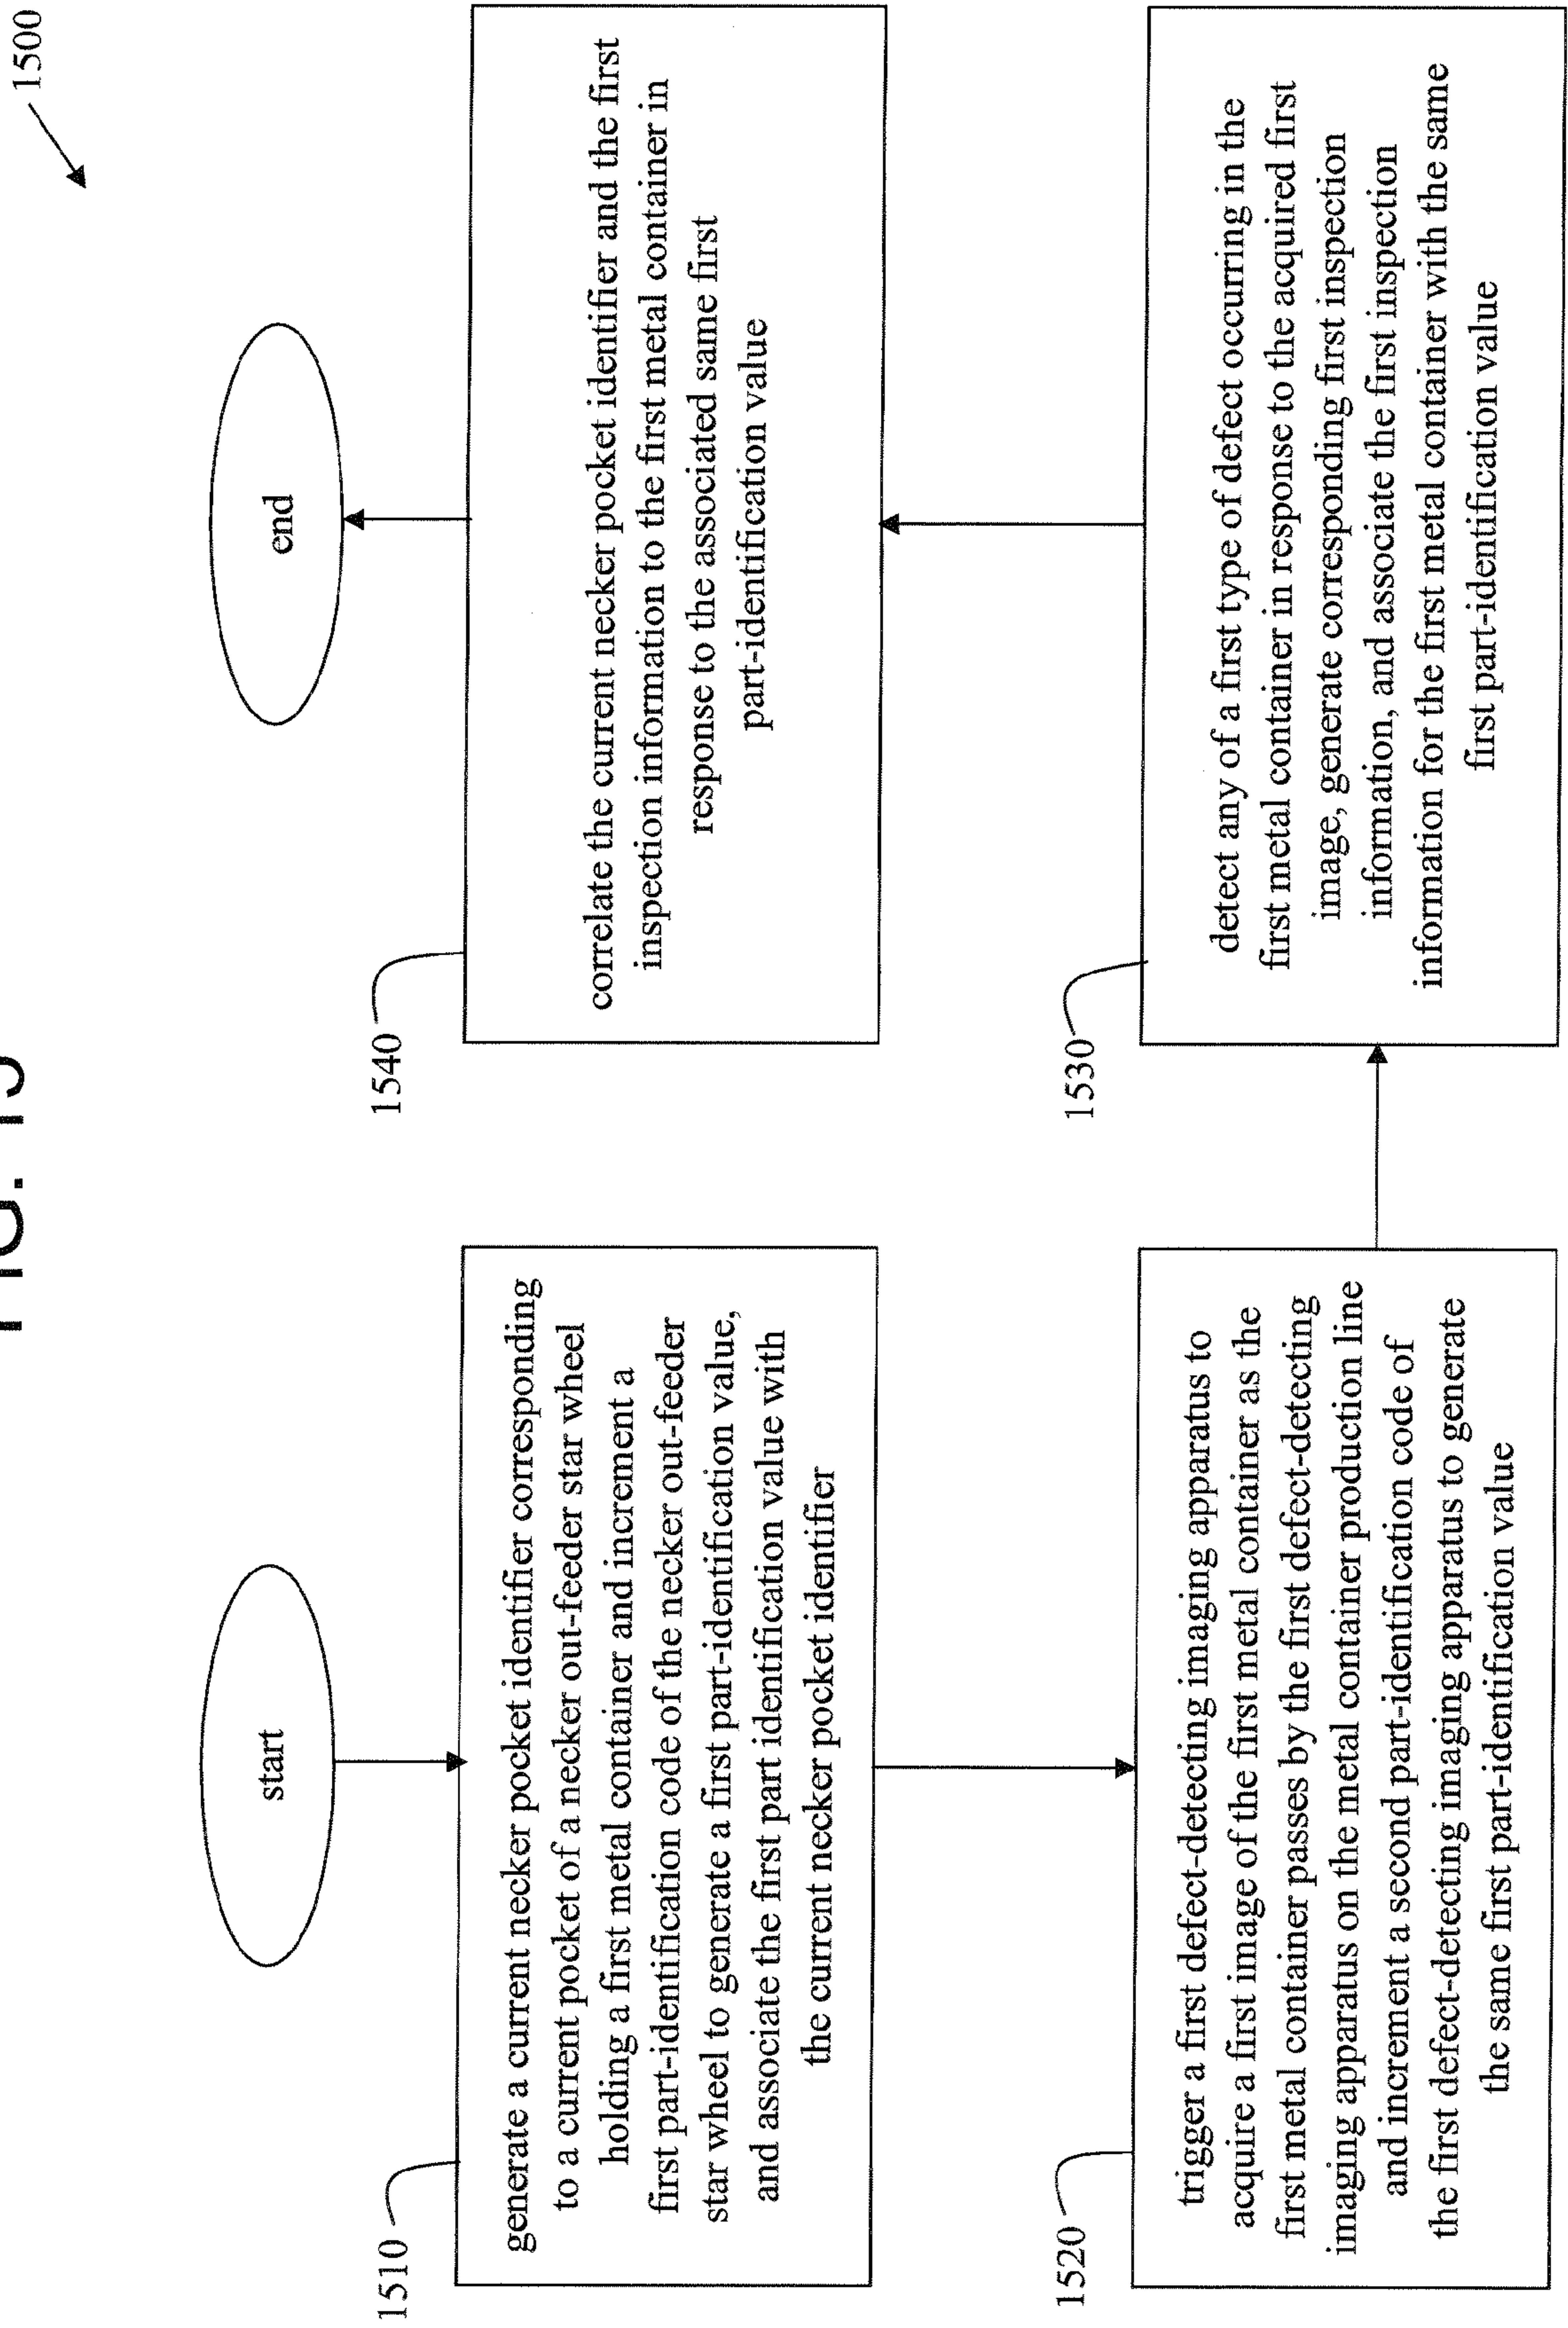 FIG. 15
1500
start
1510
generate a current necker pocket identifier corresponding
to a current pocket of a necker out-feeder star wheel
holding a first metal container and increment a
first part-identification code of the necker out-feeder
star wheel to generate a first part-identification value,
and associate the first part identification value with
the current necker pocket identifier
1520
trigger a first defect-detecting imaging apparatus to
acquire a first image of the first metal container as the
first metal container passes by the first defect-detecting
imaging apparatus on the metal container production line
and increment a second part-identification code of
the first defect-detecting imaging apparatus to generate
the same first part-identification value
1530
detect any of a first type of defect occurring in the
first metal container in response to the acquired first
image, generate corresponding first inspection
information, and associate the first inspection
information for the first metal container with the same
first part-identification value
1540
correlate the current necker pocket identifier and the first
inspection information to the first metal container in
response to the associated same first
part-identification value
end